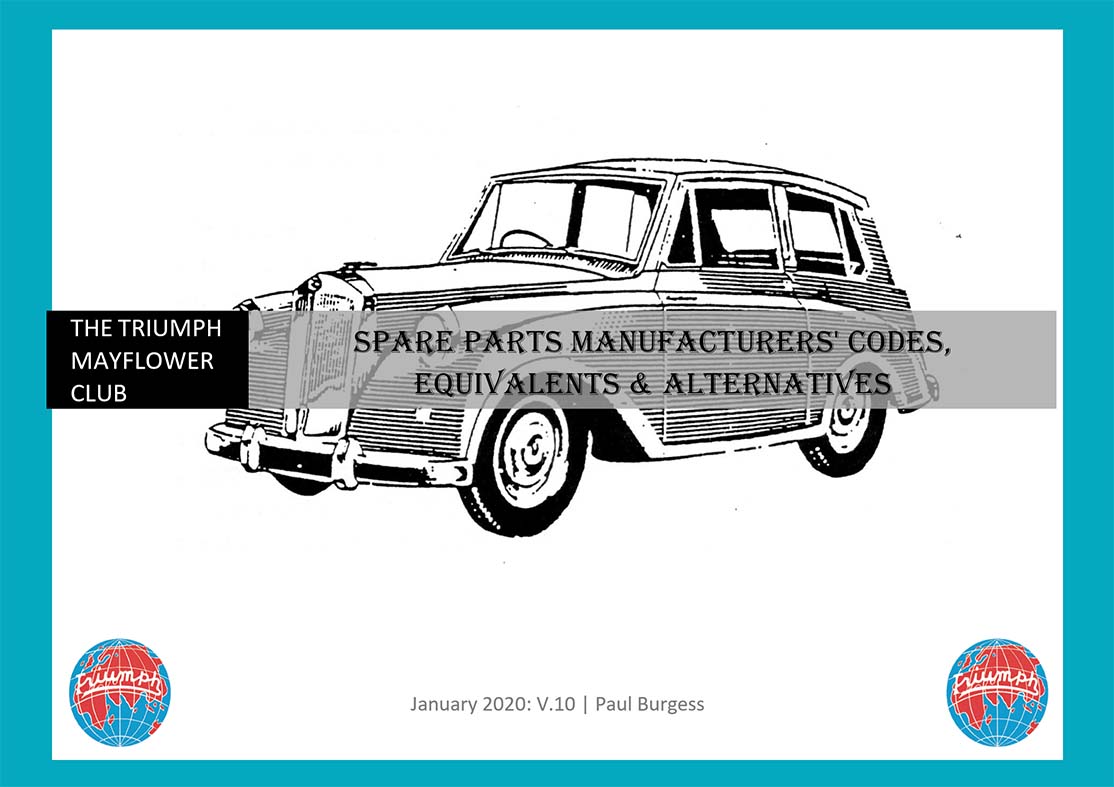 THE TRIUMPH
MAYFLOWER
CLUB
SPARE PARTS MANUFACTURERS' CODES,
EQUIVALENTS & ALTERNATIVES
triumph
triumph
January 2020: V.10 | Paul Burgess